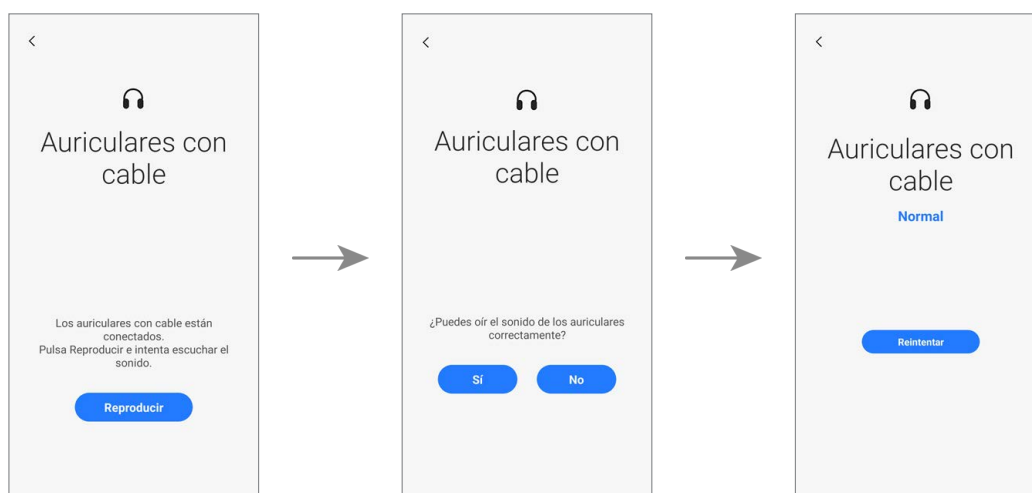 Auriculares con
cable
Los auriculares con cable están
conectados.
Pulsa Reproducir e intenta escuchar el
sonido.
Reproducir
Auriculares con
cable
¿Puedes oír el sonido de los auriculares
correctamente?
Sí
No
Auriculares con
cable
Normal
Reintentar